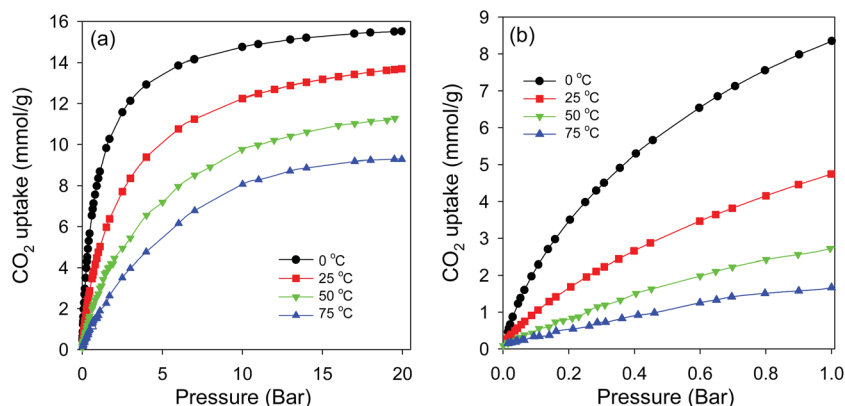 (a)
CO₂ uptake (mmol/g)
16
14
12
10
8
6
4
2
0
0 °C
25 °C
50 °C
75 °C
0 5 10 15 20
Pressure (Bar)
(b)
CO₂ uptake (mmol/g)
9
8
7
6
5
4
3
2
1
0
0 °C
25 °C
50 °C
75 °C
0.0 0.2 0.4 0.6 0.8 1.0
Pressure (Bar)